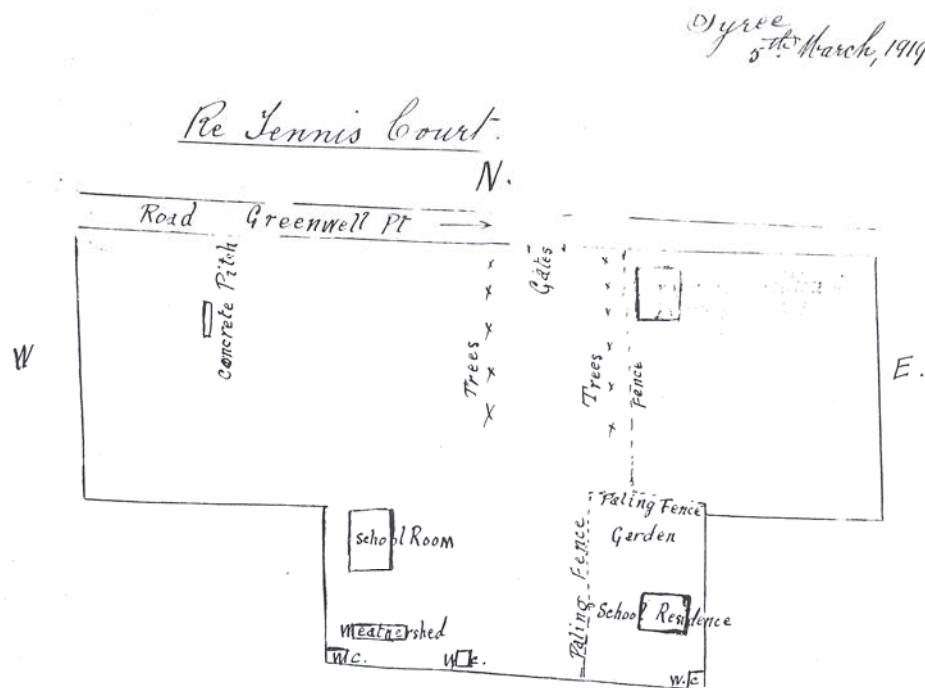 Pyree
5th March, 1919
Re Tennis Court.
N.
Road Greenwell Pt
Gates
Concrete Pitch
Trees
Trees
Fence
W
E.
Paling Fence
Garden
School Room
Paling Fence
School Residence
Weathershed
W.C.
W.C.
W.C